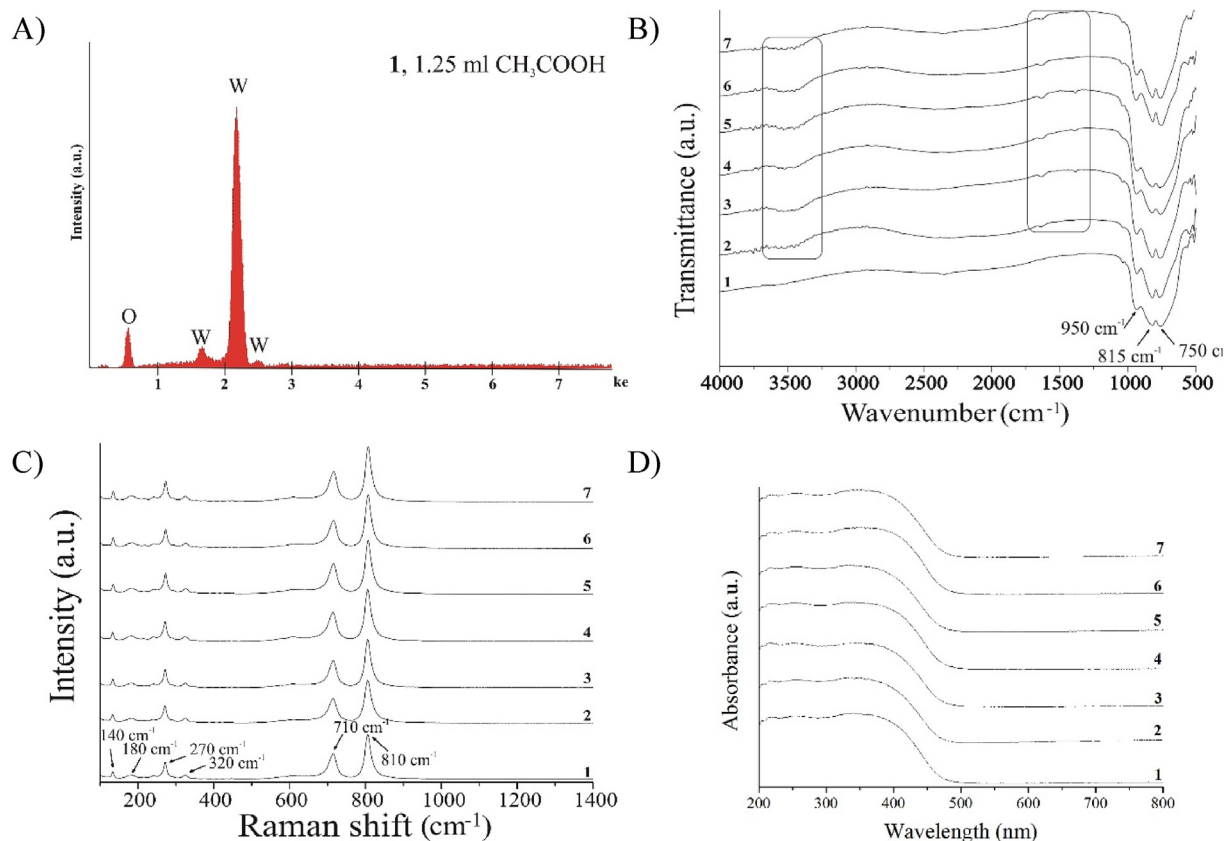 A)
1, 1.25 ml CH₃COOH
W
W
W
O
Intensity (a.u.)
1 2 3 4 5 6 7 ke
B)
7
6
5
4
3
2
1
Transmittance (a.u.)
950 cm⁻¹
815 cm⁻¹
750 c
4000 3500 3000 2500 2000 1500 1000 500
Wavenumber (cm⁻¹)
C)
7
6
5
4
3
2
1
Intensity (a.u.)
140 cm⁻¹
180 cm⁻¹
270 cm⁻¹
320 cm⁻¹
710 cm⁻¹
810 cm⁻¹
200 400 600 800 1000 1200 1400
Raman shift (cm⁻¹)
D)
7
6
5
4
3
2
1
Absorbance (a.u.)
200 300 400 500 600 700 800
Wavelength (nm)